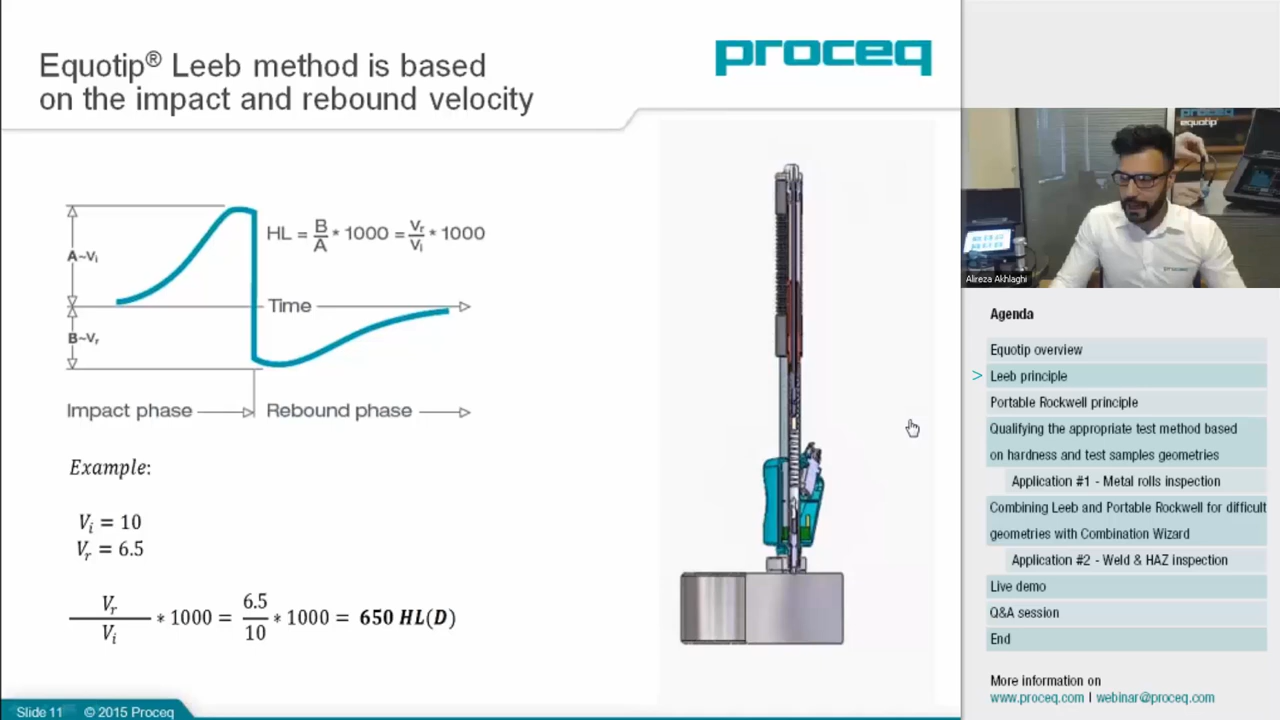 Equotip® Leeb method is based
on the impact and rebound velocity
proceq
A~Vi
B~Vr
HL = B/A * 1000 = Vr/Vi * 1000
Time
Impact phase
Rebound phase
Example:
Vi = 10
Vr = 6.5
Vr/Vi * 1000 = 6.5/10 * 1000 = 650 HL(D)
Slide 11 © 2015 Proceq
proceq
equotip
proceq
Alireza Akhlaghi
Agenda
Equotip overview
> Leeb principle
Portable Rockwell principle
Qualifying the appropriate test method based
on hardness and test samples geometries
Application #1 - Metal rolls inspection
Combining Leeb and Portable Rockwell for difficult
geometries with Combination Wizard
Application #2 - Weld & HAZ inspection
Live demo
Q&A session
End
More information on
www.proceq.com | webinar@proceq.com